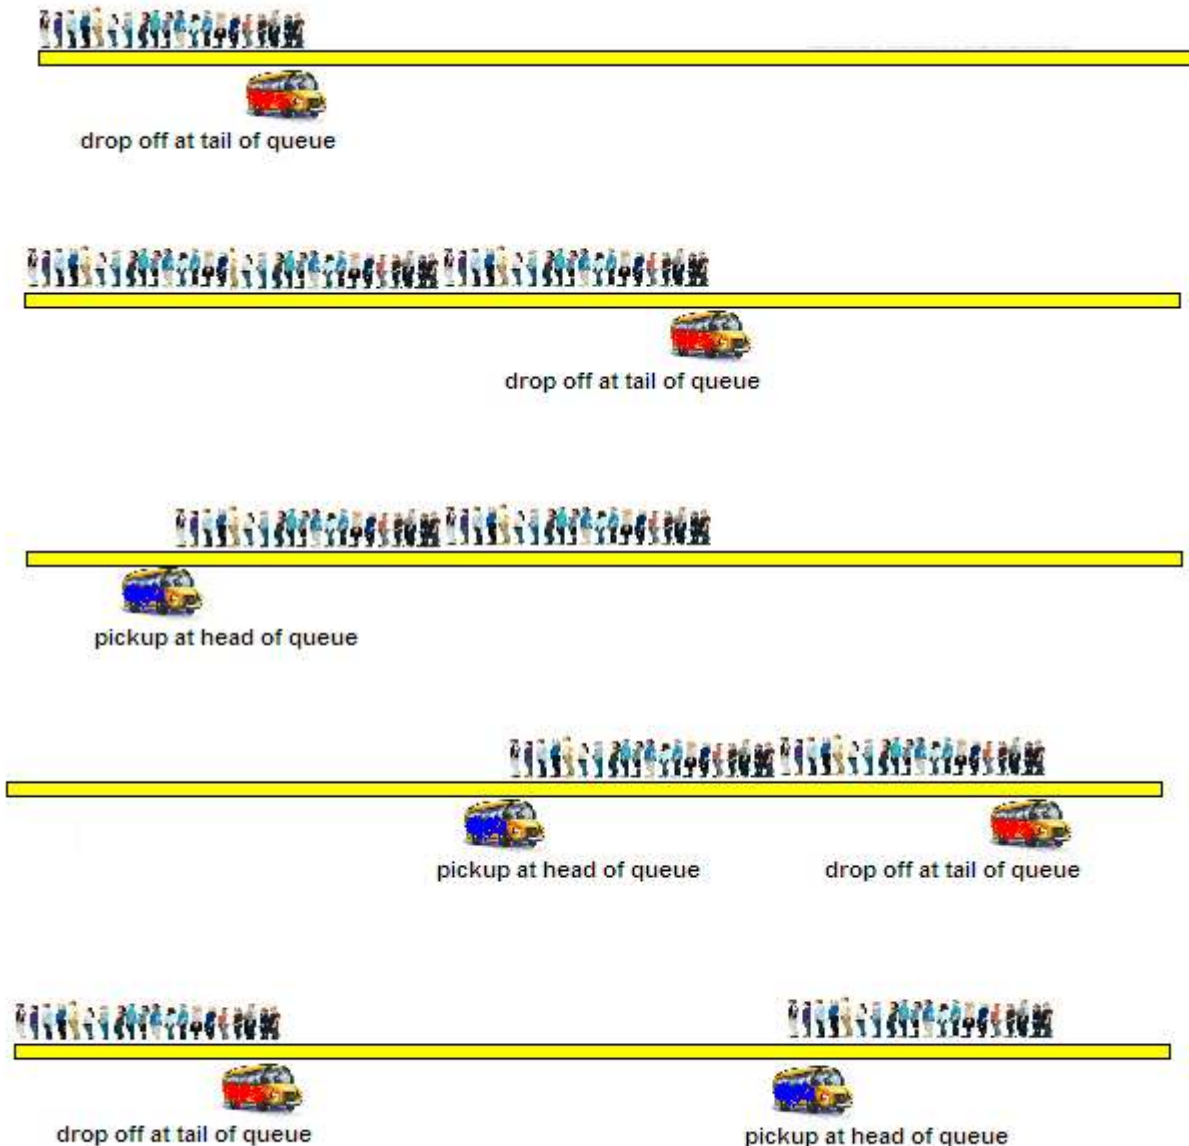 drop off at tail of queue
drop off at tail of queue
pickup at head of queue
pickup at head of queue
drop off at tail of queue
drop off at tail of queue
pickup at head of queue